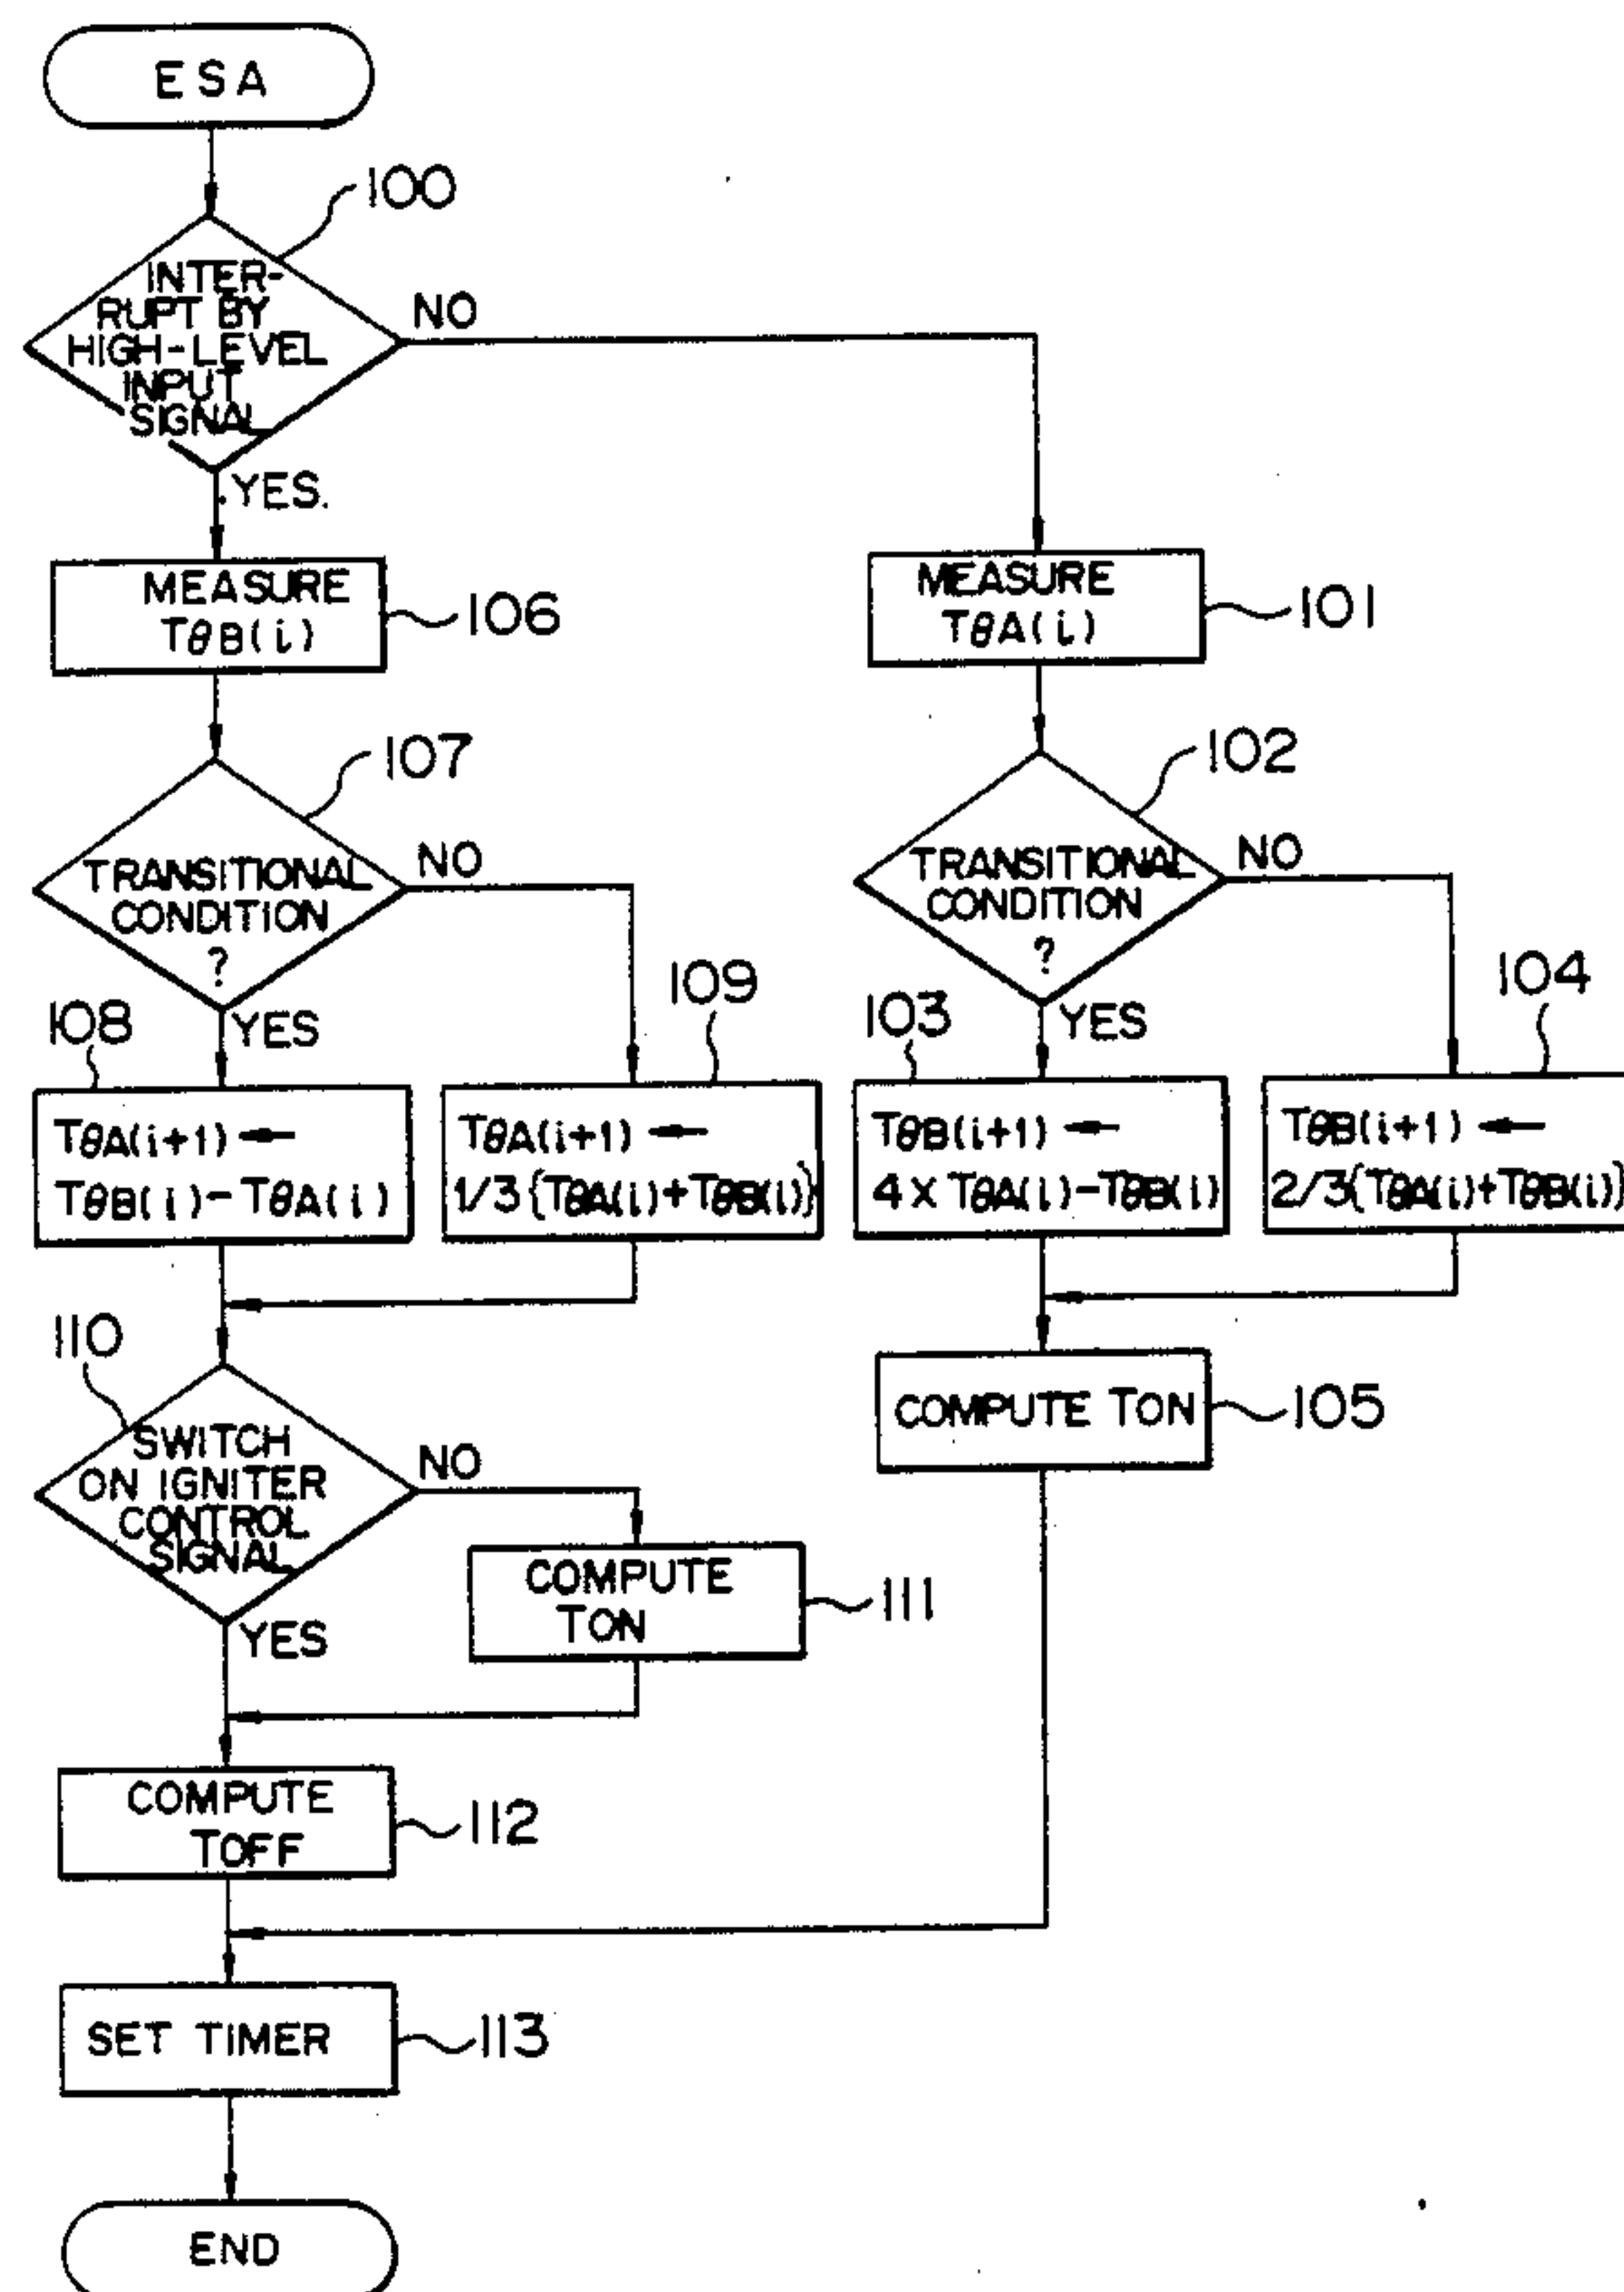 ESA
100
INTER-
RUPT BY
HIGH-LEVEL
INPUT
SIGNAL
NO
YES.
MEASURE
TθB(i)
106
MEASURE
TθA(i)
101
107
TRANSITIONAL
CONDITION
?
NO
YES
102
TRANSITIONAL
CONDITION
?
NO
YES
108
TθA(i+1) ←
TθB(i) - TθA(i)
109
TθA(i+1) ←
1/3{TθA(i)+TθB(i)}
103
TθB(i+1) ←
4 x TθA(i)-TθB(i)
104
TθB(i+1) ←
2/3{TθA(i)+TθB(i)}
110
SWITCH
ON IGNITER
CONTROL
SIGNAL
NO
YES
COMPUTE TON
105
COMPUTE
TON
111
COMPUTE
TOFF
112
SET TIMER
113
END